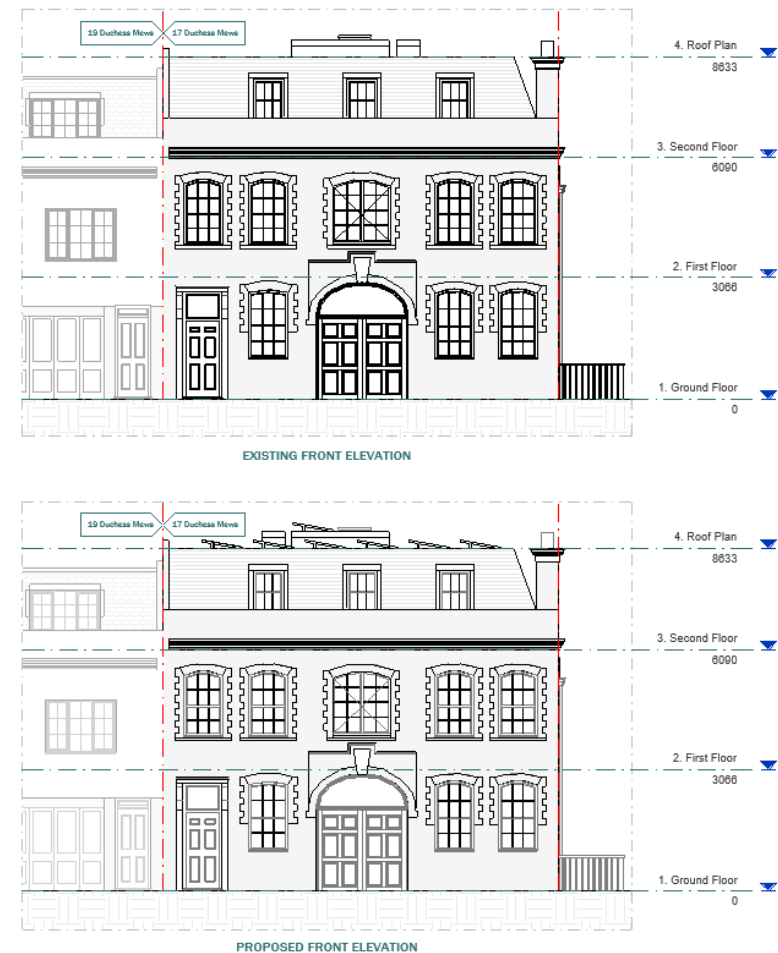 19 Duchess Mews 17 Duchess Mews
4. Roof Plan
8633
3. Second Floor
6090
2. First Floor
3066
1. Ground Floor
0
EXISTING FRONT ELEVATION
19 Duchess Mews 17 Duchess Mews
4. Roof Plan
8633
3. Second Floor
6090
2. First Floor
3066
1. Ground Floor
0
PROPOSED FRONT ELEVATION